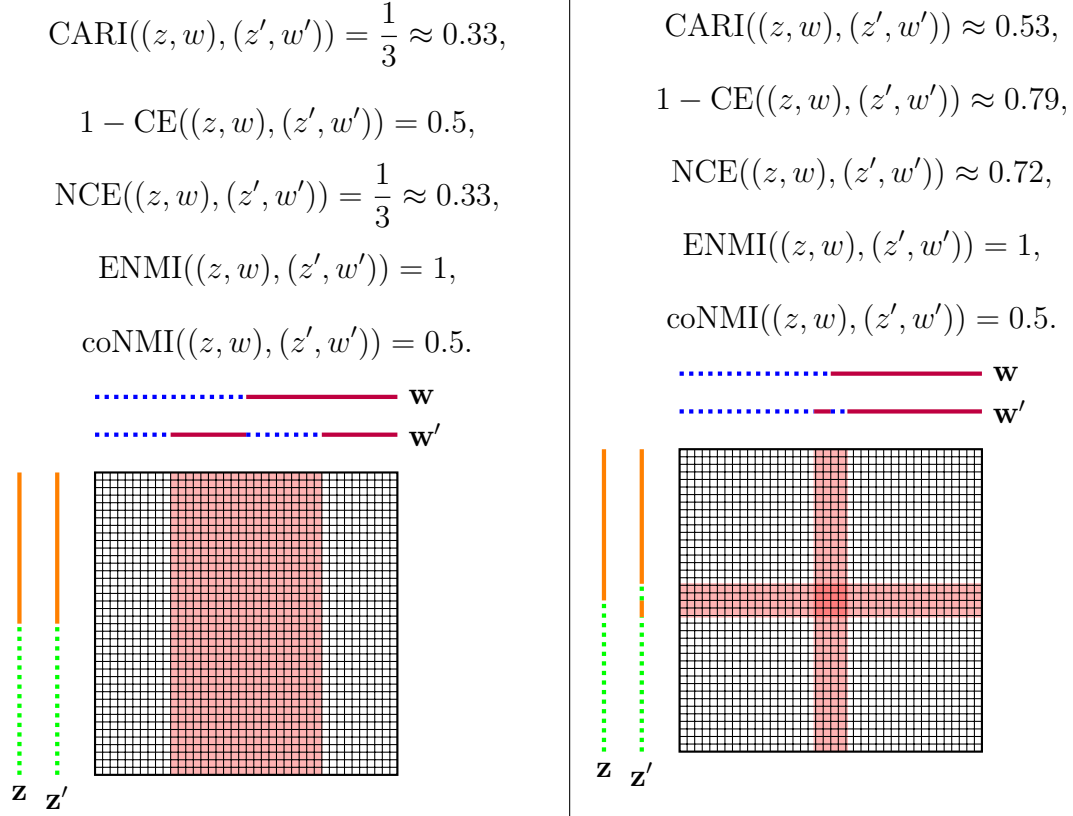 CARI((z, w), (z′, w′)) = 1/3 ≈ 0.33,
1 − CE((z, w), (z′, w′)) = 0.5,
NCE((z, w), (z′, w′)) = 1/3 ≈ 0.33,
ENMI((z, w), (z′, w′)) = 1,
coNMI((z, w), (z′, w′)) = 0.5.
w
w′
z
z′
CARI((z, w), (z′, w′)) ≈ 0.53,
1 − CE((z, w), (z′, w′)) ≈ 0.79,
NCE((z, w), (z′, w′)) ≈ 0.72,
ENMI((z, w), (z′, w′)) = 1,
coNMI((z, w), (z′, w′)) = 0.5.
w
w′
z
z′